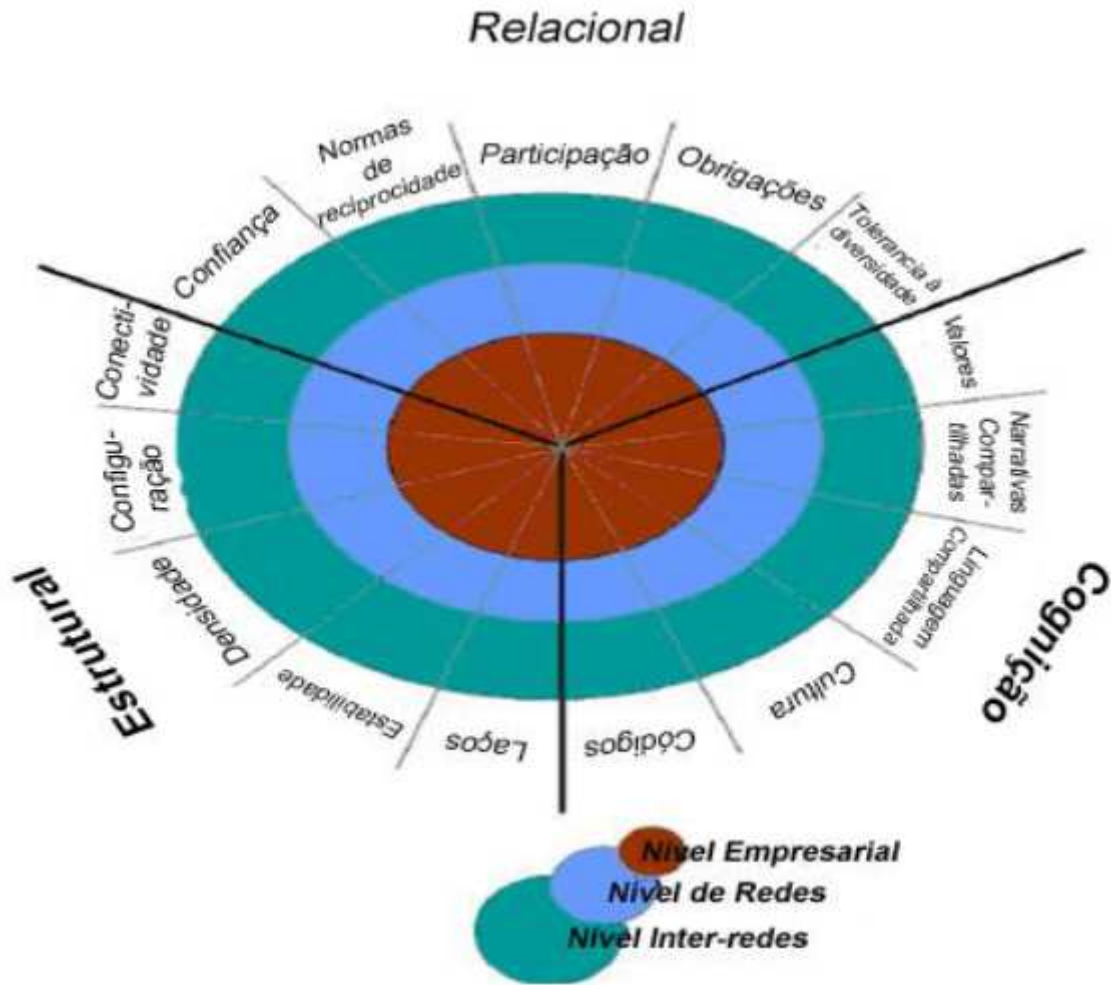 Relacional
Normas
de
reciprocidade
Participação
Obrigações
Tolerancia à
diversidade
Confiança
Conecti-
vidade
Configu-
ração
Densidade
Estabilidade
Laços
Estrutural
Valores
Narrativas
Compar-
tilhadas
Linguagem
Compartilhada
Cultura
Códigos
Cognição
Nível Empresarial
Nível de Redes
Nível Inter-redes